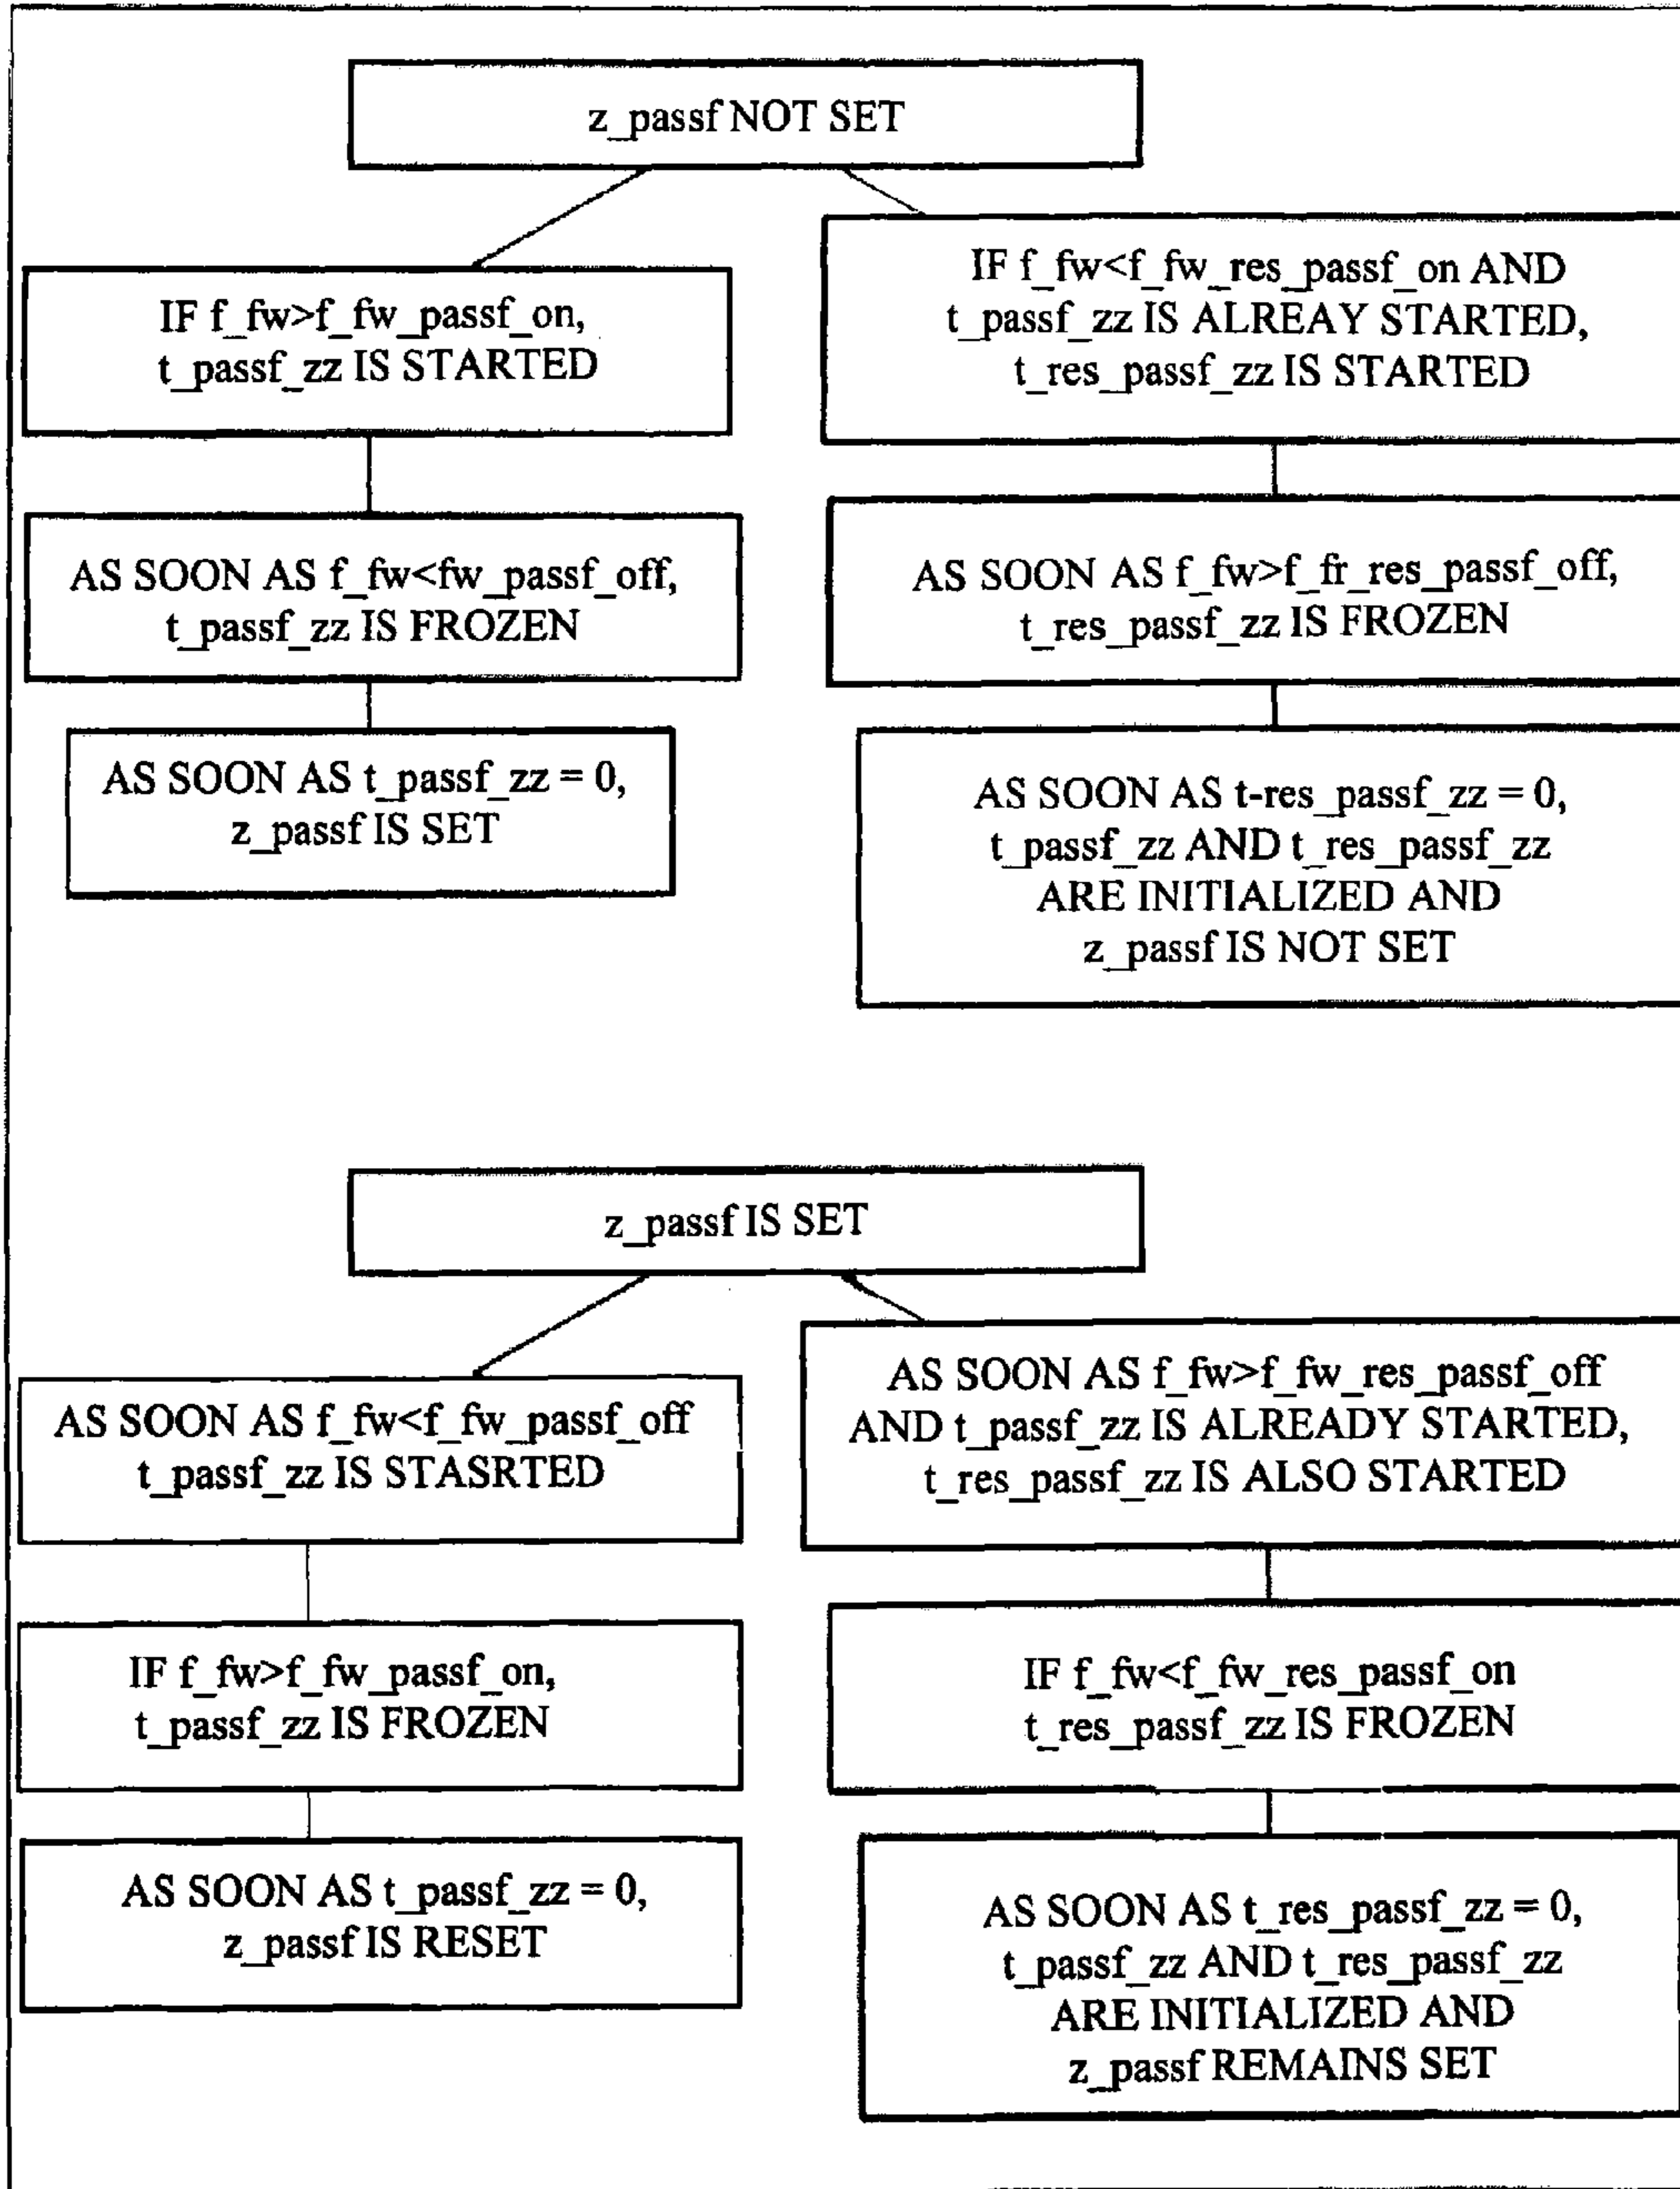 z_passf NOT SET
IF f_fw>f_fw_passf_on,
t_passf_zz IS STARTED
IF f_fw<f_fw_res_passf_on AND
t_passf_zz IS ALREAY STARTED,
t_res_passf_zz IS STARTED
AS SOON AS f_fw<fw_passf_off,
t_passf_zz IS FROZEN
AS SOON AS f_fw>f_fr_res_passf_off,
t_res_passf_zz IS FROZEN
AS SOON AS t_passf_zz = 0,
z_passf IS SET
AS SOON AS t-res_passf_zz = 0,
t_passf_zz AND t_res_passf_zz
ARE INITIALIZED AND
z_passf IS NOT SET
z_passf IS SET
AS SOON AS f_fw<f_fw_passf_off
t_passf_zz IS STASRTED
AS SOON AS f_fw>f_fw_res_passf_off
AND t_passf_zz IS ALREADY STARTED,
t_res_passf_zz IS ALSO STARTED
IF f_fw>f_fw_passf_on,
t_passf_zz IS FROZEN
IF f_fw<f_fw_res_passf_on
t_res_passf_zz IS FROZEN
AS SOON AS t_passf_zz = 0,
z_passf IS RESET
AS SOON AS t_res_passf_zz = 0,
t_passf_zz AND t_res_passf_zz
ARE INITIALIZED AND
z_passf REMAINS SET